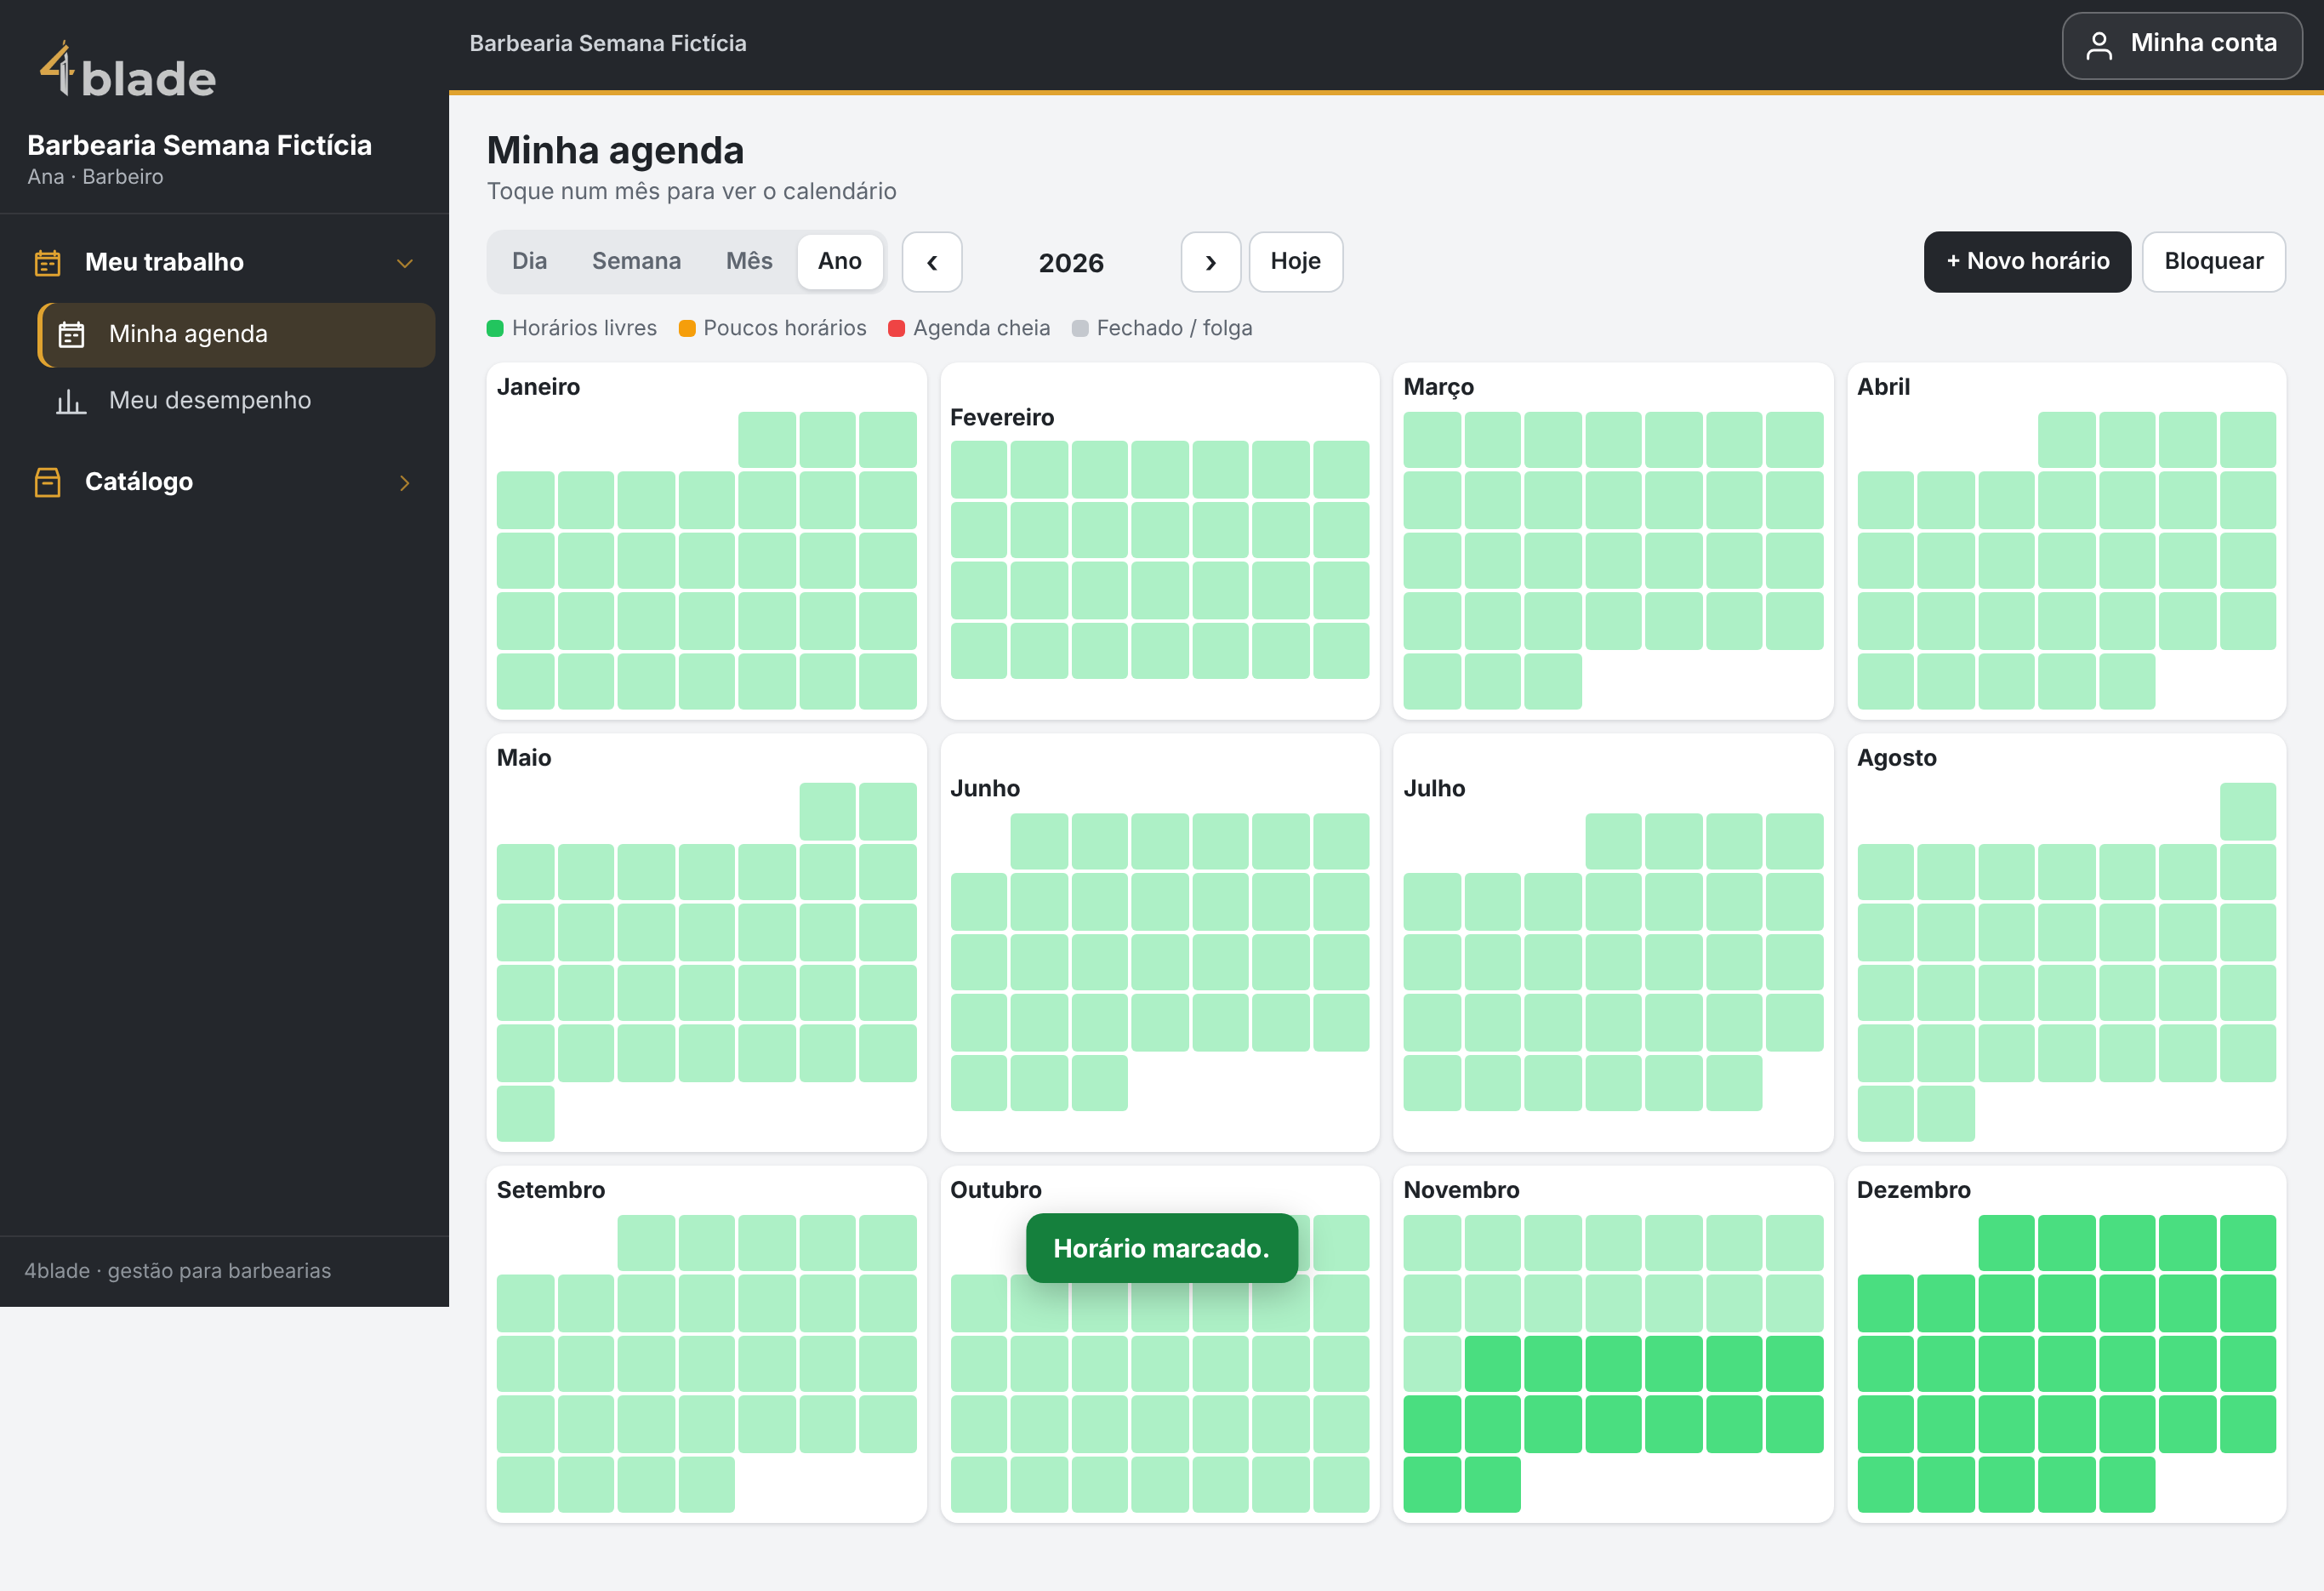 4blade
Barbearia Semana Fictícia
Ana · Barbeiro
Meu trabalho
Minha agenda
Meu desempenho
Catálogo
4blade · gestão para barbearias
Barbearia Semana Fictícia
Minha conta
Minha agenda
Toque num mês para ver o calendário
Dia Semana Mês Ano ‹ 2026 › Hoje + Novo horário Bloquear
Horários livres Poucos horários Agenda cheia Fechado / folga
Janeiro
Fevereiro
Março
Abril
Maio
Junho
Julho
Agosto
Setembro
Outubro
Novembro
Dezembro
Horário marcado.